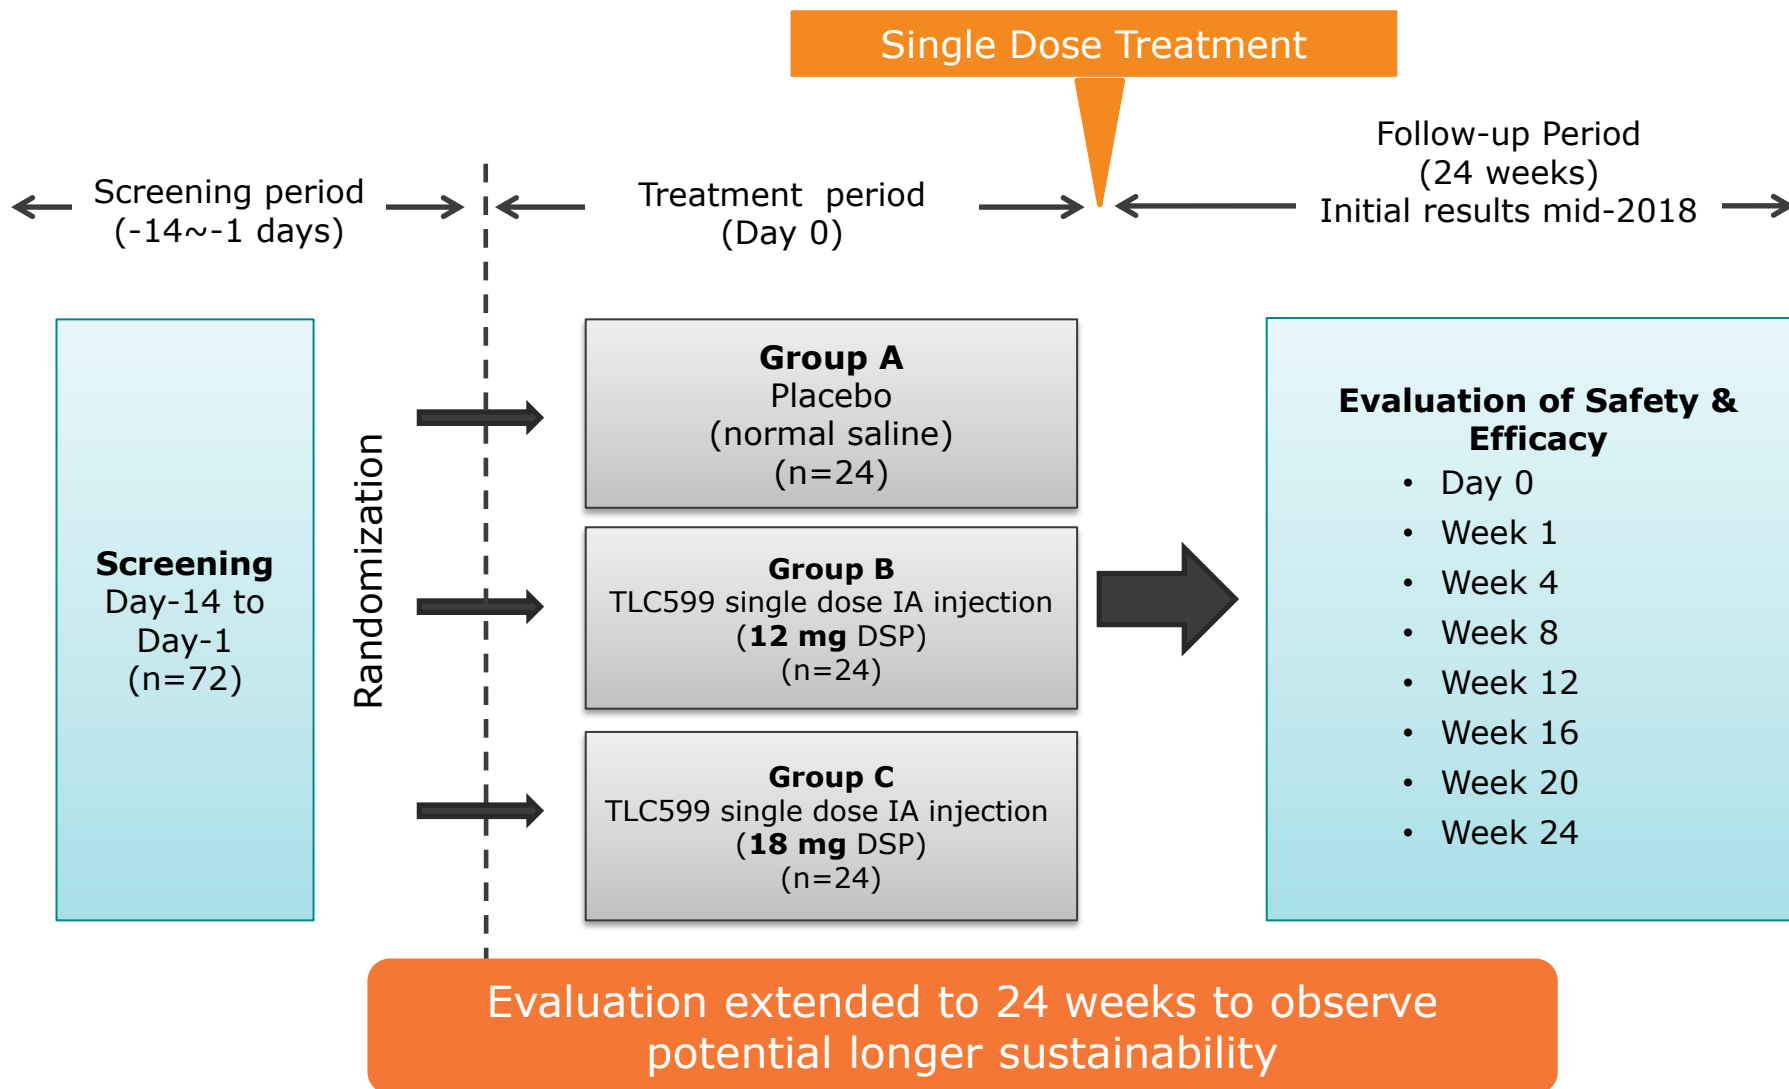 Single Dose Treatment
Screening period
(-14~-1 days)
Treatment period
(Day 0)
Follow-up Period
(24 weeks)
Initial results mid-2018
Screening
Day-14 to
Day-1
(n=72)
Randomization
Group A
Placebo
(normal saline)
(n=24)
Group B
TLC599 single dose IA injection
(12 mg DSP)
(n=24)
Group C
TLC599 single dose IA injection
(18 mg DSP)
(n=24)
Evaluation of Safety &
Efficacy
• Day 0
• Week 1
• Week 4
• Week 8
• Week 12
• Week 16
• Week 20
• Week 24
Evaluation extended to 24 weeks to observe
potential longer sustainability